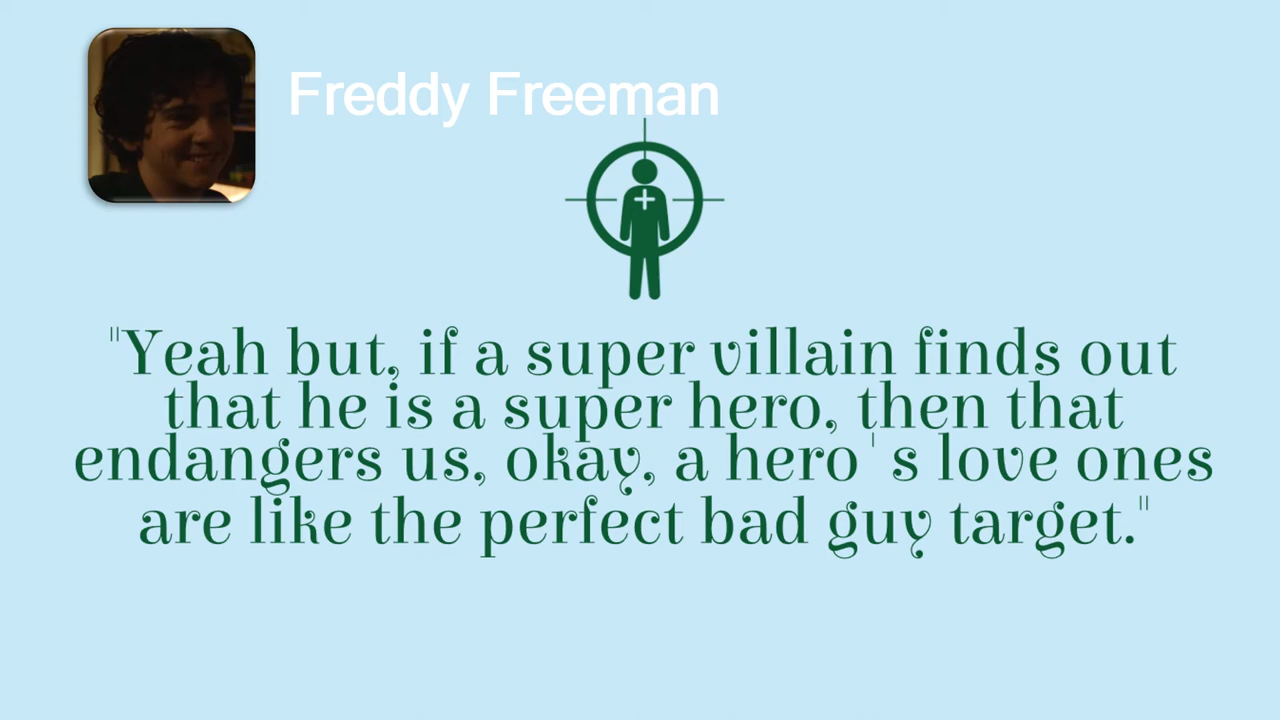 Freddy Freeman
"Yeah but, if a super villain finds out
that he is a super hero, then that
endangers us, okay, a hero's love ones
are like the perfect bad guy target."